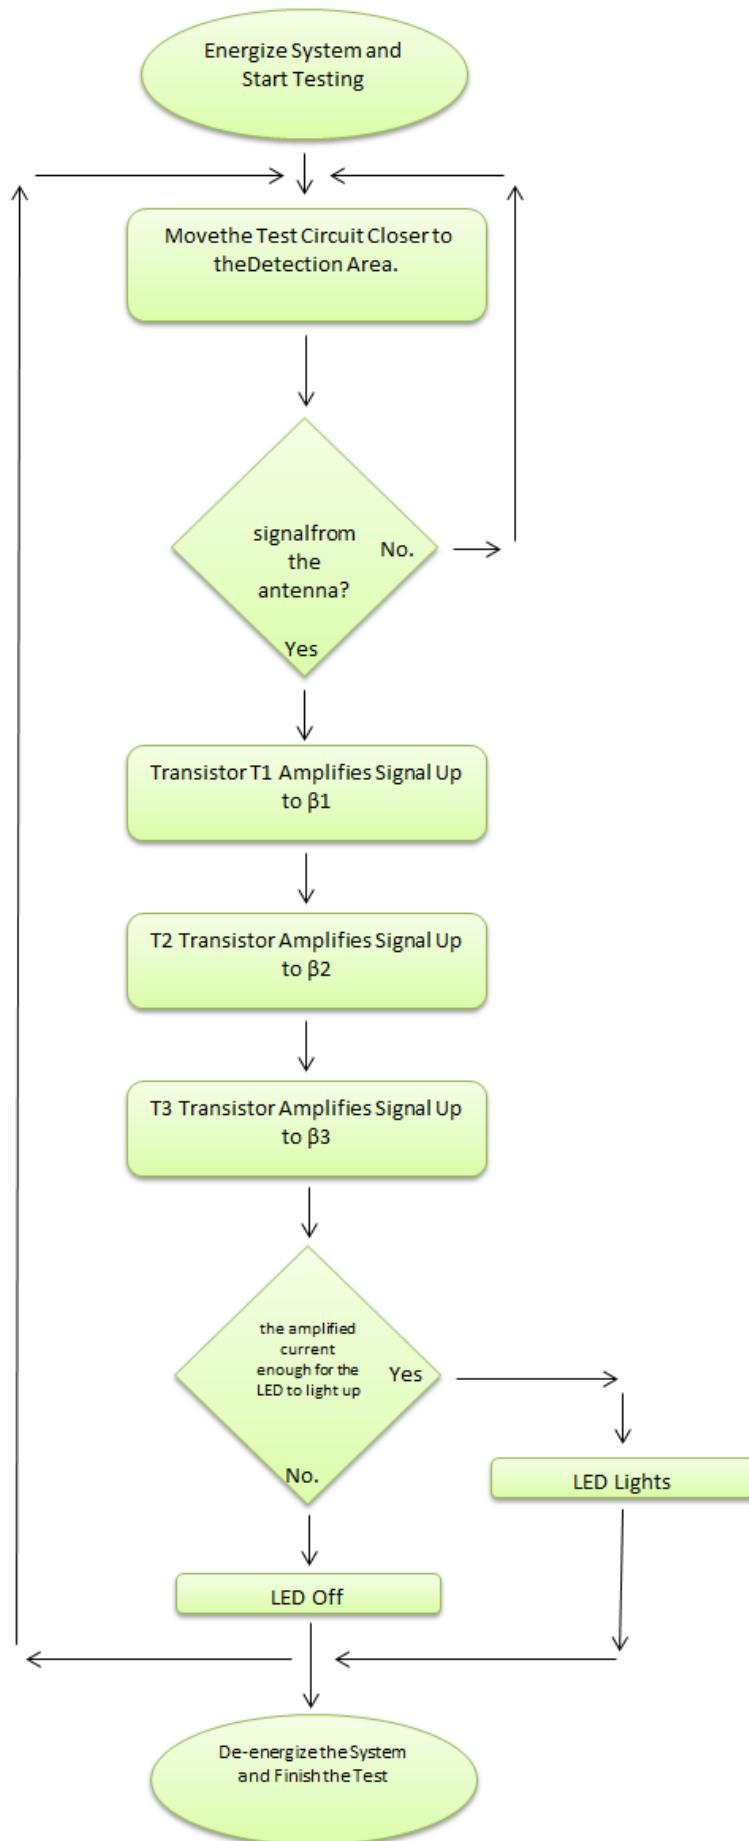 Energize System and
Start Testing
Movethe Test Circuit Closer to
theDetection Area.
signalfrom
the
antenna?
No.
Yes
Transistor T1 Amplifies Signal Up
to β1
T2 Transistor Amplifies Signal Up
to β2
T3 Transistor Amplifies Signal Up
to β3
the amplified
current
enough for the
LED to light up
Yes
No.
LED Lights
LED Off
De-energize the System
and Finish the Test